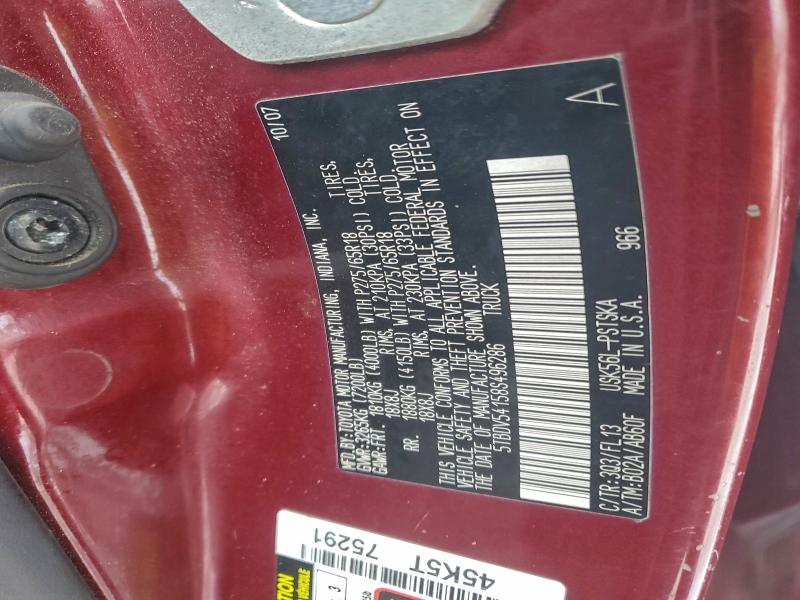 10/07
MFD.BY:TOYOTA MOTOR MANUFACTURING, INDIANA, INC.
GVWR:3265KG (7200LB)
GAWR:FRT. 1810KG (4000LB) WITH P275/65R18 TIRES,
18X8J RIMS, AT 210KPA (30PSI) COLD
RR. 1880KG (4150LB) WITH P275/65R18 TIRES,
18X8J RIMS, AT 230KPA (33PSI) COLD
THIS VEHICLE CONFORMS TO ALL APPLICABLE FEDERAL MOTOR
VEHICLE SAFETY AND THEFT PREVENTION STANDARDS IN EFFECT ON
THE DATE OF MANUFACTURE SHOWN ABOVE.
5TBDV54158S496286 TRUCK
A
C/TR:3Q3/FL13 USK56L-PSTSKA 966
A/TM:B02A/AB60F MADE IN U.S.A.
75291
45K5T